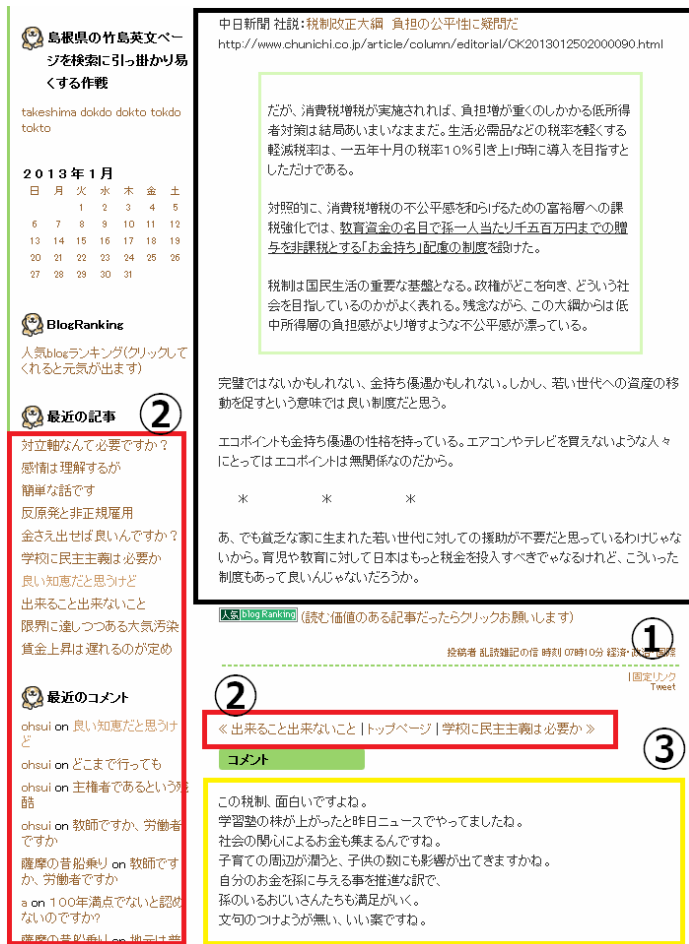 島根県の竹島英文ペー
ジを検索に引っ掛かり易
くする作戦
takeshima dokdo dokto tokdo
tokto
2013年1月
日 月 火 水 木 金 土
1 2 3 4 5
6 7 8 9 10 11 12
13 14 15 16 17 18 19
20 21 22 23 24 25 26
27 28 29 30 31
BlogRanking
人気blogランキング(クリックして
くれると元気が出ます)
最近の記事
②
対立軸なんて必要ですか?
感情は理解するが
簡単な話です
反原発と非正規雇用
金さえ出せば良いんですか?
学校に民主主義は必要か
良い知恵だと思うけど
出来ること出来ないこと
限界に達しつつある大気汚染
賃金上昇は遅れるのが定め
最近のコメント
ohsui on 良い知恵だと思うけ
ど
ohsui on どこまで行っても
ohsui on 主権者であるという残
酷
ohsui on 教師ですか、労働者
ですか
薩摩の昔船乗り on 教師です
か、労働者ですか
a on 100年満点でないと認め
ないのですか?
薩摩の昔船乗り on 地元は
中日新聞 社説:税制改正大綱 負担の公平性に疑問だ
http://www.chunichi.co.jp/article/column/editorial/CK2013012502000090.html
だが、消費税増税が実施されれば、負担増が重くのしかかる低所得
者対策は結局あいまいなままだ。生活必需品などの税率を軽くする
軽減税率は、一五年十月の税率10%引き上げ時に導入を目指すと
しただけである。
対照的に、消費税増税の不公平感を和らげるための富裕層への課
税強化では、教育資金の名目で孫一人当たり千五百万円までの贈
与を非課税とする「お金持ち」配慮の制度を設けた。
税制は国民生活の重要な基盤となる。政権がどこを向き、どういう社
会を目指しているのかがよく表れる。残念ながら、この大綱からは低
中所得層の負担感がより増すような不公平感が漂っている。
完璧ではないかもしれない、金持ち優遇かもしれない。しかし、若い世代への資産の移
動を促すという意味では良い制度だと思う。
エコポイントも金持ち優遇の性格を持っている。エアコンやテレビを買えないような人々
にとってはエコポイントは無関係なのだから。
* * *
あ、でも貧乏な家に生まれた若い世代に対しての援助が不要だと思っているわけじゃな
いから。育児や教育に対して日本はもっと税金を投入すべきでゃなるけれど、こういった
制度もあって良いんじゃないだろうか。
人気 blog Ranking (読む価値のある記事だったらクリックお願いします)
①
投稿者 乱読雑記の信 時刻 07時10分 経済・政治・国際
|固定リンク
Tweet
②
≪ 出来ること出来ないこと | トップページ | 学校に民主主義は必要か ≫
③
コメント
この税制、面白いですよね。
学習塾の株が上がったと昨日ニュースでやってましたね。
社会の関心によるお金も集まるんですね。
子育ての周辺が潤うと、子供の数にも影響が出てきますかね。
自分のお金を孫に与える事を推進な訳で、
孫のいるおじいさんたちも満足がいく。
文句のつけようが無い、いい案ですね。